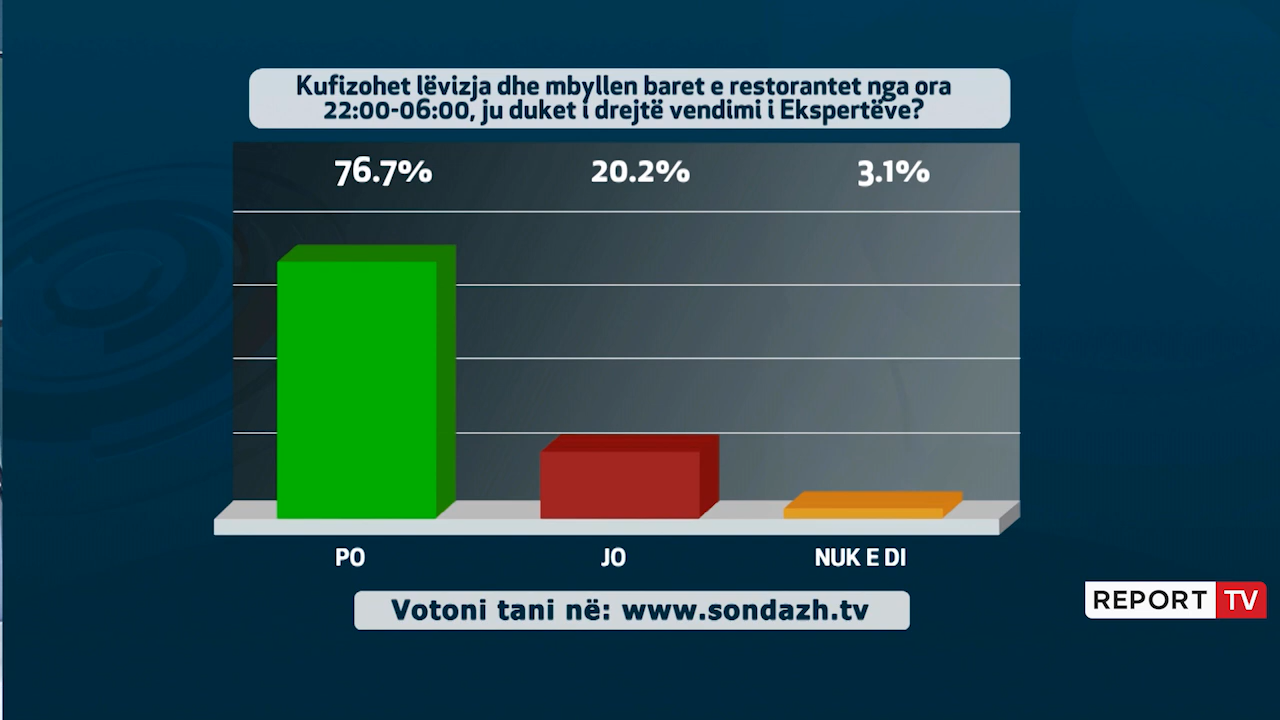 Kufizohet lëvizja dhe mbyllen baret e restorantet nga ora
22:00-06:00, ju duket i drejtë vendimi i Ekspertëve?
76.7% 20.2% 3.1%
PO JO NUK E DI
Votoni tani në: www.sondazh.tv
REPORT TV